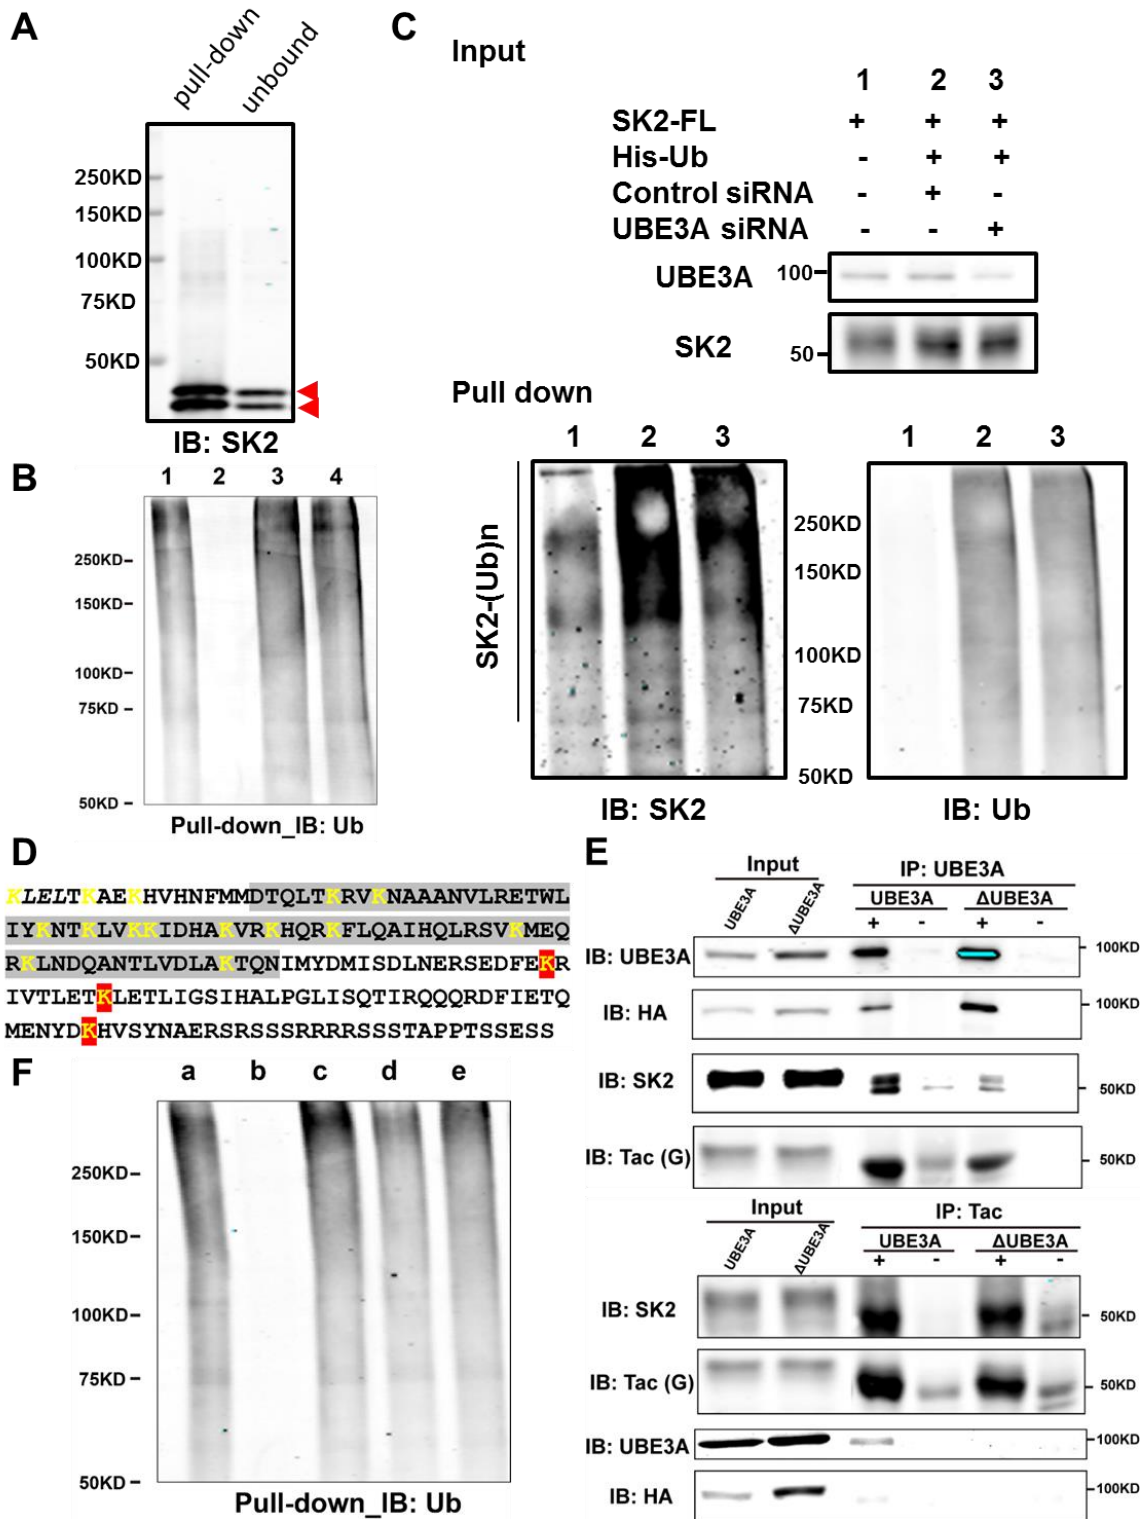 A
pull-down
unbound
250KD
150KD
100KD
75KD
50KD
IB: SK2
B
1 2 3 4
250KD
150KD
100KD
75KD
50KD
Pull-down_IB: Ub
C
Input
1 2 3
SK2-FL + + +
His-Ub - + +
Control siRNA - + -
UBE3A siRNA - - +
UBE3A 100
SK2 50
Pull down
1 2 3
1 2 3
SK2-(Ub)n
250KD
150KD
100KD
75KD
50KD
IB: SK2
IB: Ub
D
KLELTKAEKHVHNFMMDTQLTKRVKNAAANVLRETWL
IYKNTKLVKKIDHAKVRKHQRKFLQAIHQLRSVKMEQ
RKLNDQANTLVDLAKTQNIMYDMISDLNERSEDFEKR
IVTLETKLETLIGSIHALPGLISQTIRQQQRDFIETQ
MENYDKHVSYNAERSRSSSRRRRSSSTAPPTSSESS
E
Input
IP: UBE3A
UBE3A
ΔUBE3A
UBE3A
ΔUBE3A
+ - + -
IB: UBE3A 100KD
IB: HA 100KD
IB: SK2 50KD
IB: Tac (G) 50KD
Input
IP: Tac
UBE3A
ΔUBE3A
UBE3A
ΔUBE3A
+ - + -
IB: SK2 50KD
IB: Tac (G) 50KD
IB: UBE3A 100KD
IB: HA 100KD
F
a b c d e
250KD
150KD
100KD
75KD
50KD
Pull-down_IB: Ub